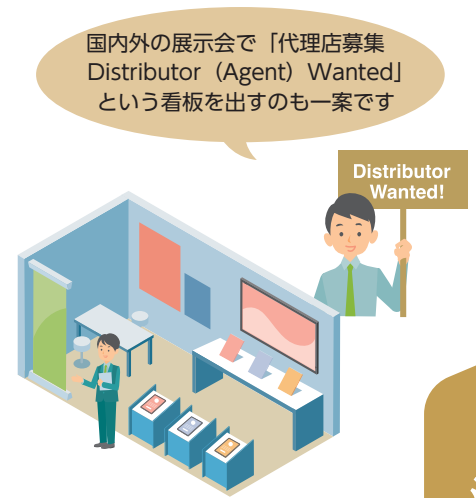 国内外の展示会で「代理店募集
Distributor（Agent）Wanted」
という看板を出すのも一案です
Distributor
Wanted!